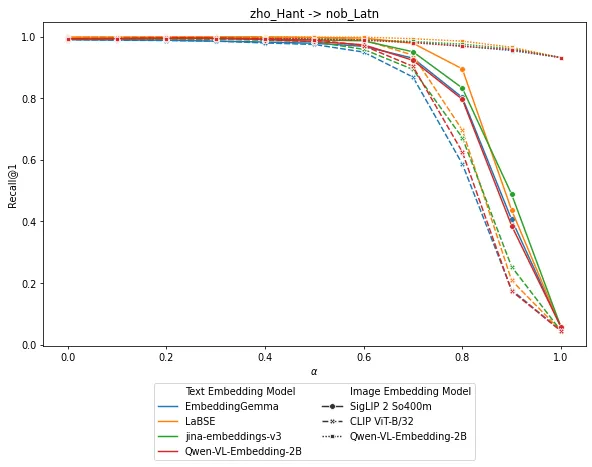 zho_Hant -> nob_Latn
Recall@1
1.0
0.8
0.6
0.4
0.2
0.0
0.0 0.2 0.4 0.6 0.8 1.0
α
Text Embedding Model
EmbeddingGemma
LaBSE
jina-embeddings-v3
Qwen-VL-Embedding-2B
Image Embedding Model
SigLIP 2 So400m
CLIP ViT-B/32
Qwen-VL-Embedding-2B